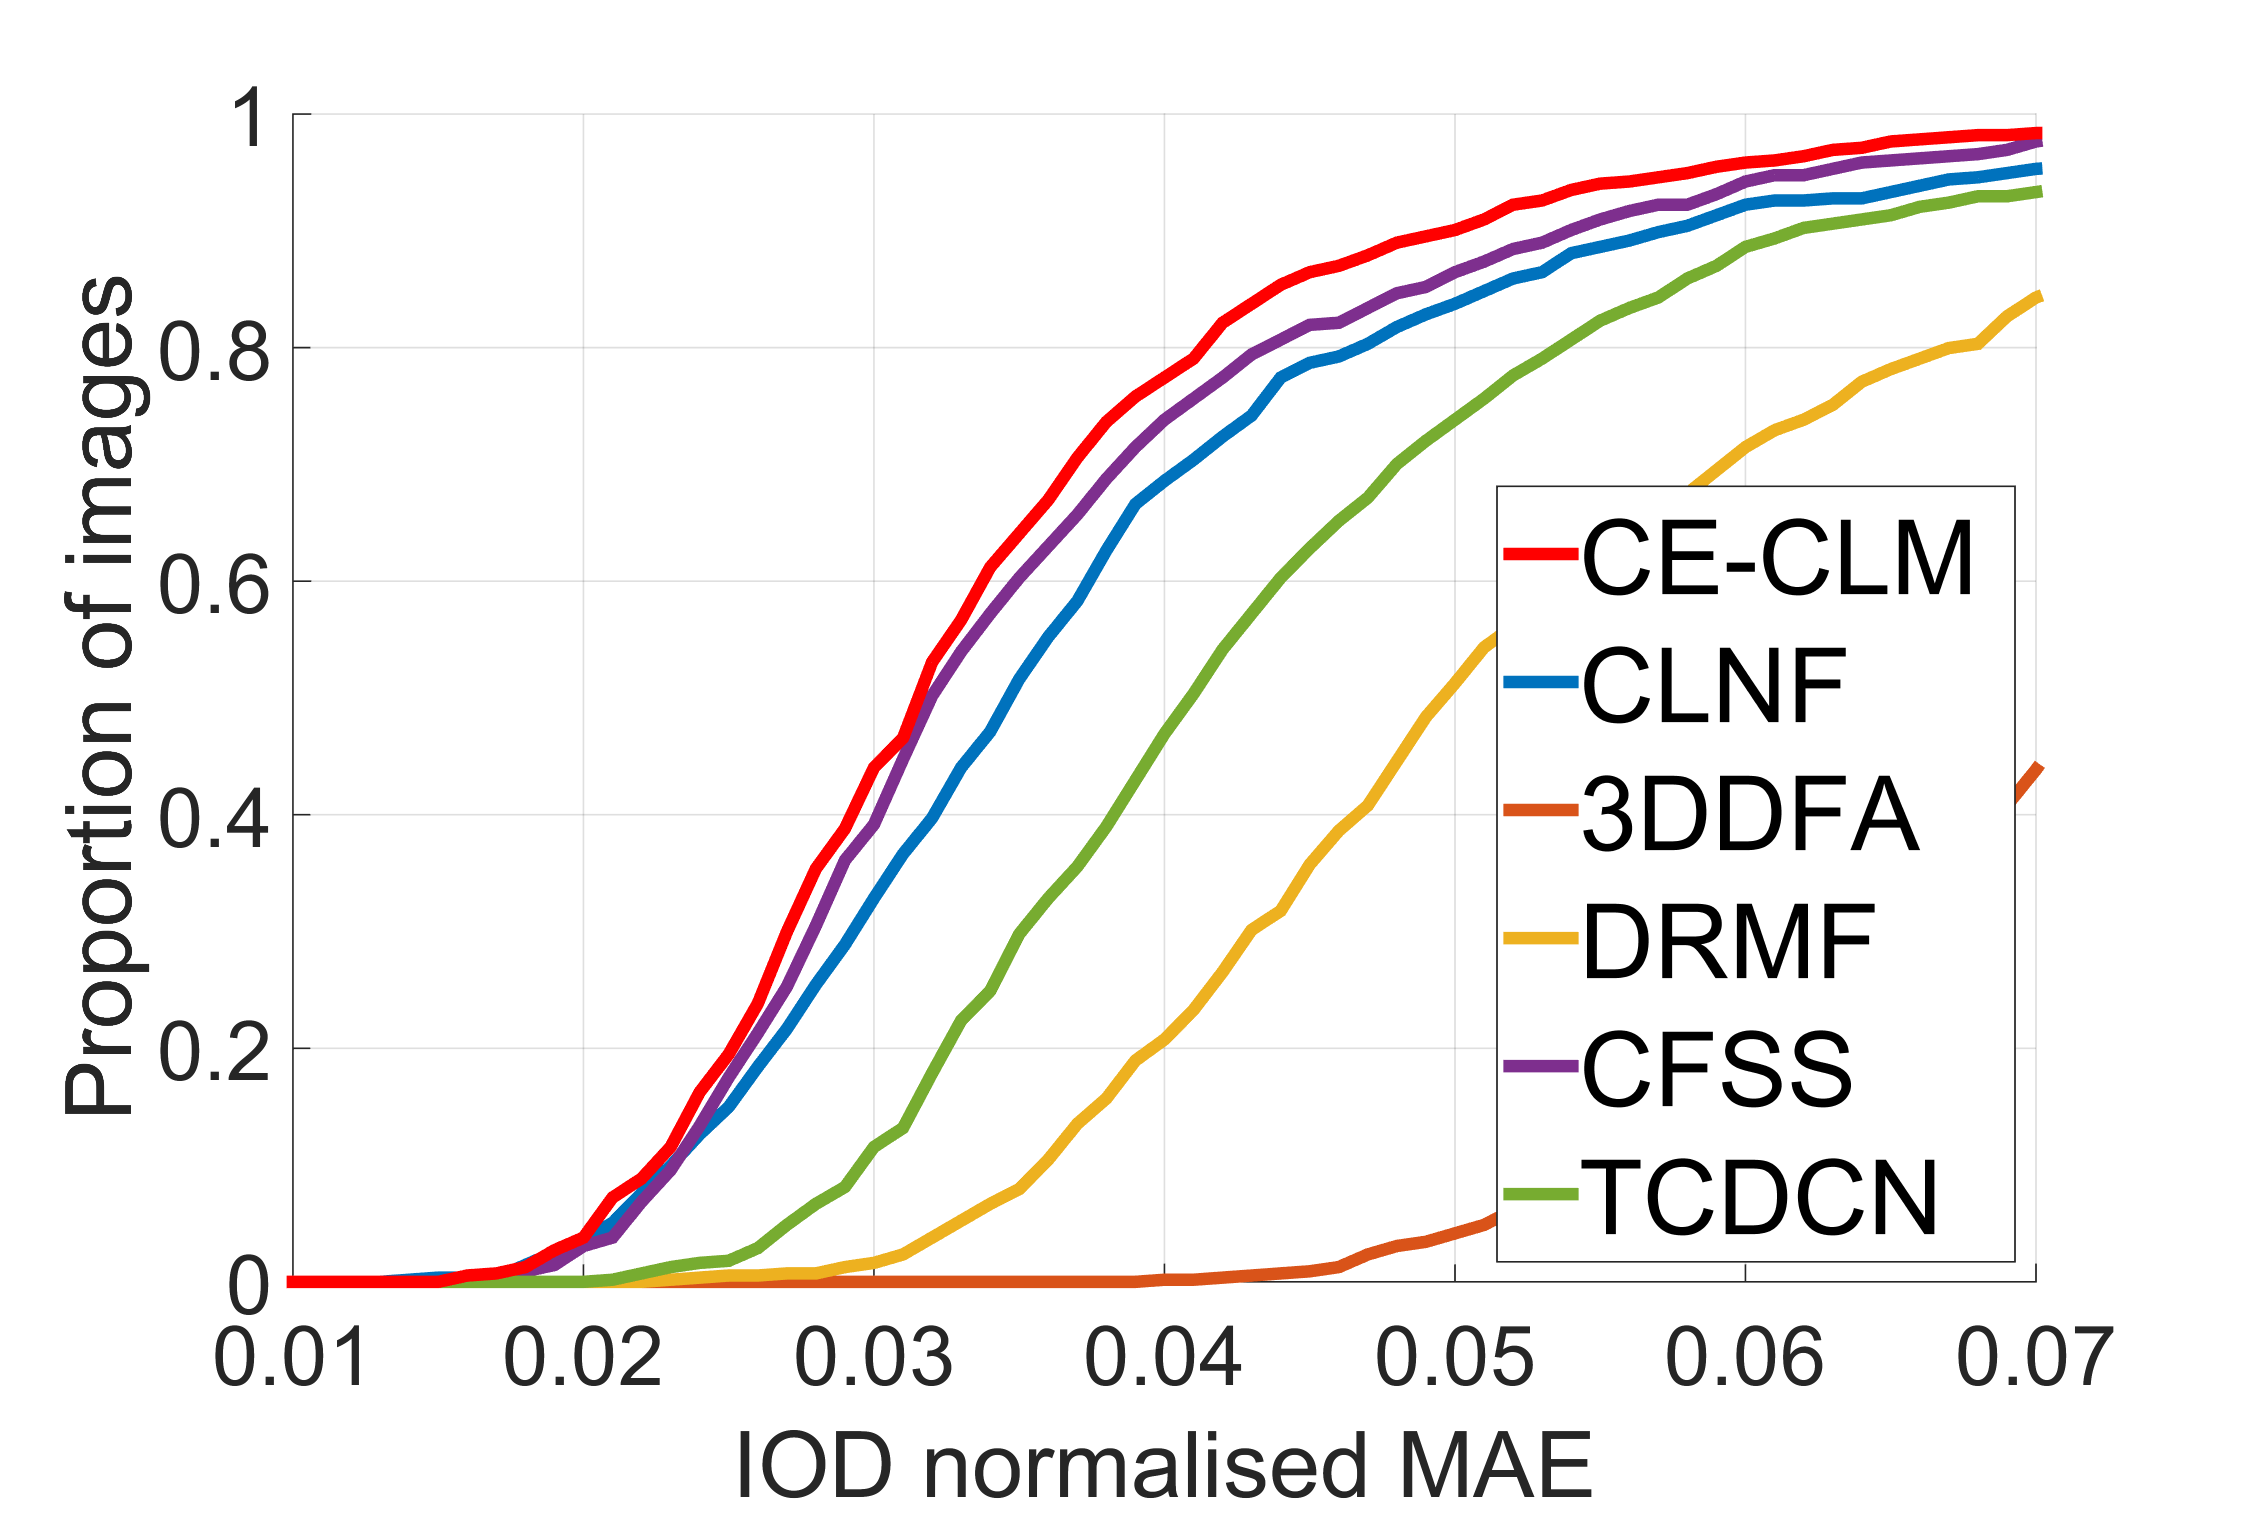 Proportion of images
1
0.8
0.6
0.4
0.2
0
0.01 0.02 0.03 0.04 0.05 0.06 0.07
IOD normalised MAE
CE-CLM
CLNF
3DDFA
DRMF
CFSS
TCDCN